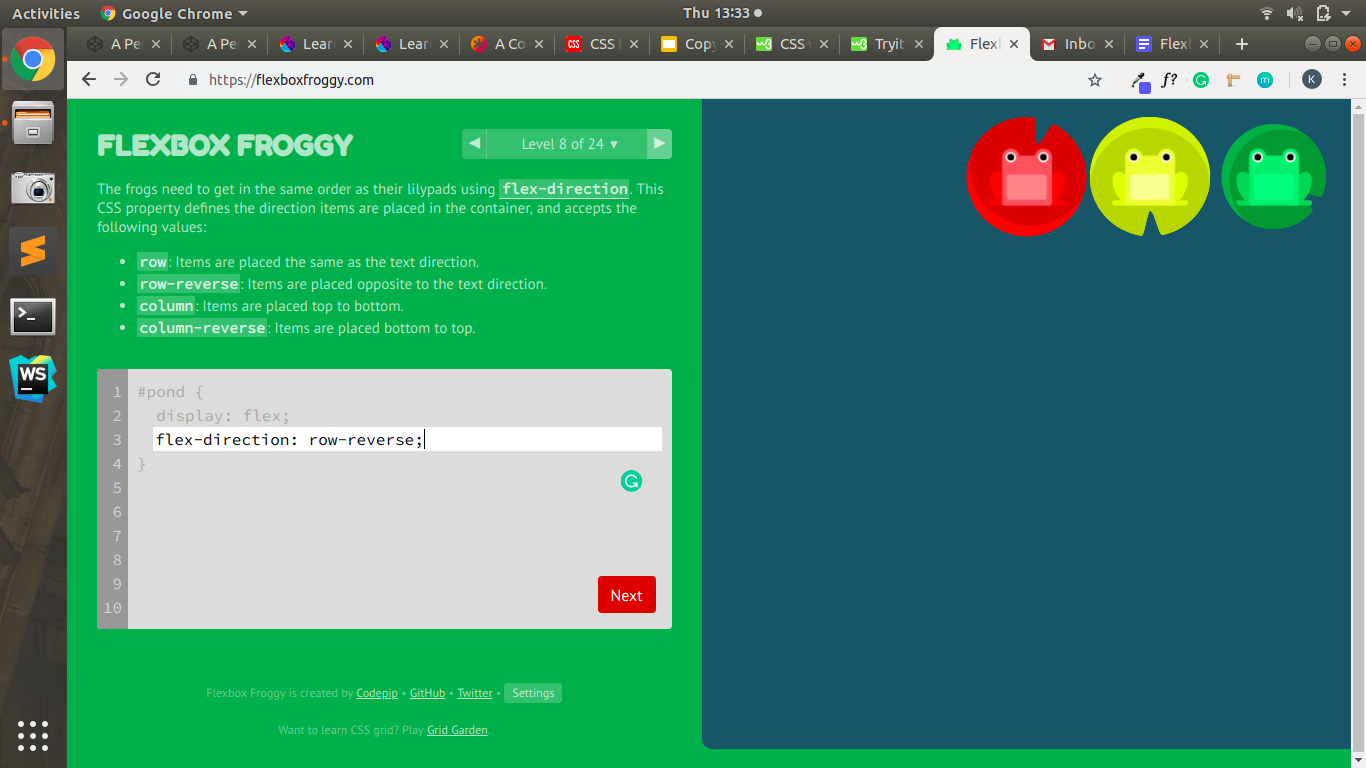 Activities Google Chrome Thu 13:33
A Pe A Pe Lear Lear A Co CSS Copy CSS Tryit Flex Inbo Flex
https://flexboxfroggy.com f? K
FLEXBOX FROGGY
Level 8 of 24 ▼
The frogs need to get in the same order as their lilypads using flex-direction. This
CSS property defines the direction items are placed in the container, and accepts the
following values:
• row: Items are placed the same as the text direction.
• row-reverse: Items are placed opposite to the text direction.
• column: Items are placed top to bottom.
• column-reverse: Items are placed bottom to top.
1 #pond {
2 display: flex;
3 flex-direction: row-reverse;
4 }
5
6
7
8
9
10
Next
Flexbox Froggy is created by Codepip • GitHub • Twitter • Settings
Want to learn CSS grid? Play Grid Garden.
WS